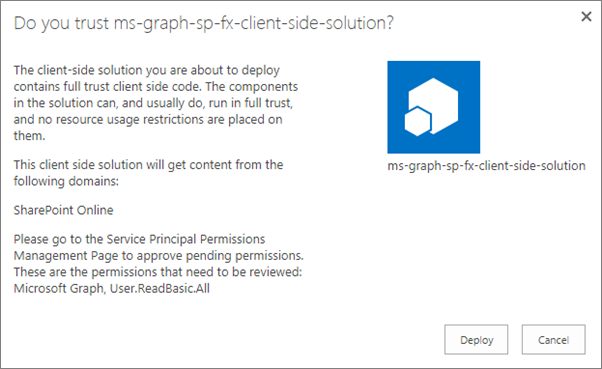 Do you trust ms-graph-sp-fx-client-side-solution?
The client-side solution you are about to deploy
contains full trust client side code. The components
in the solution can, and usually do, run in full trust,
and no resource usage restrictions are placed on
them.
This client side solution will get content from the
following domains:
SharePoint Online
Please go to the Service Principal Permissions
Management Page to approve pending permissions.
These are the permissions that need to be reviewed:
Microsoft Graph, User.ReadBasic.All
ms-graph-sp-fx-client-side-solution
Deploy
Cancel